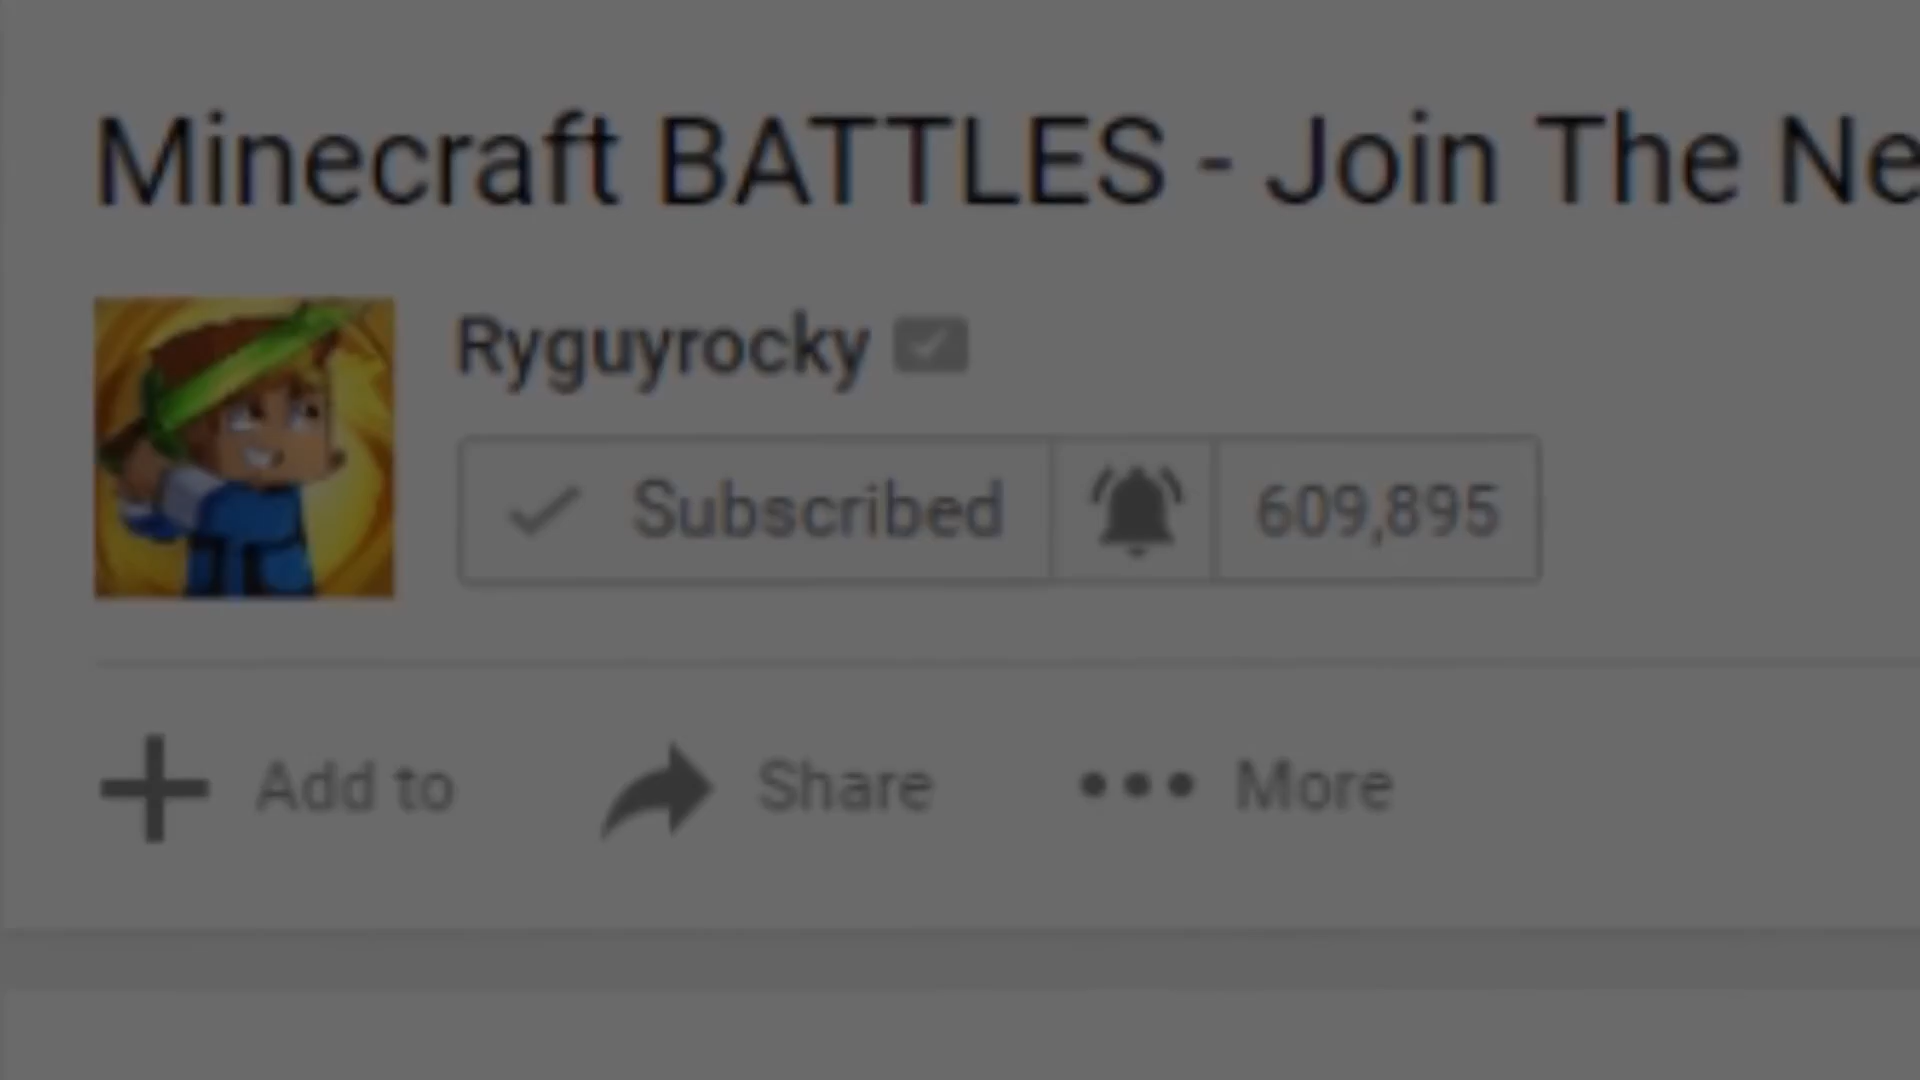 Minecraft BATTLES - Join The Ne
Ryguyrocky
Subscribed 609,895
Add to Share More